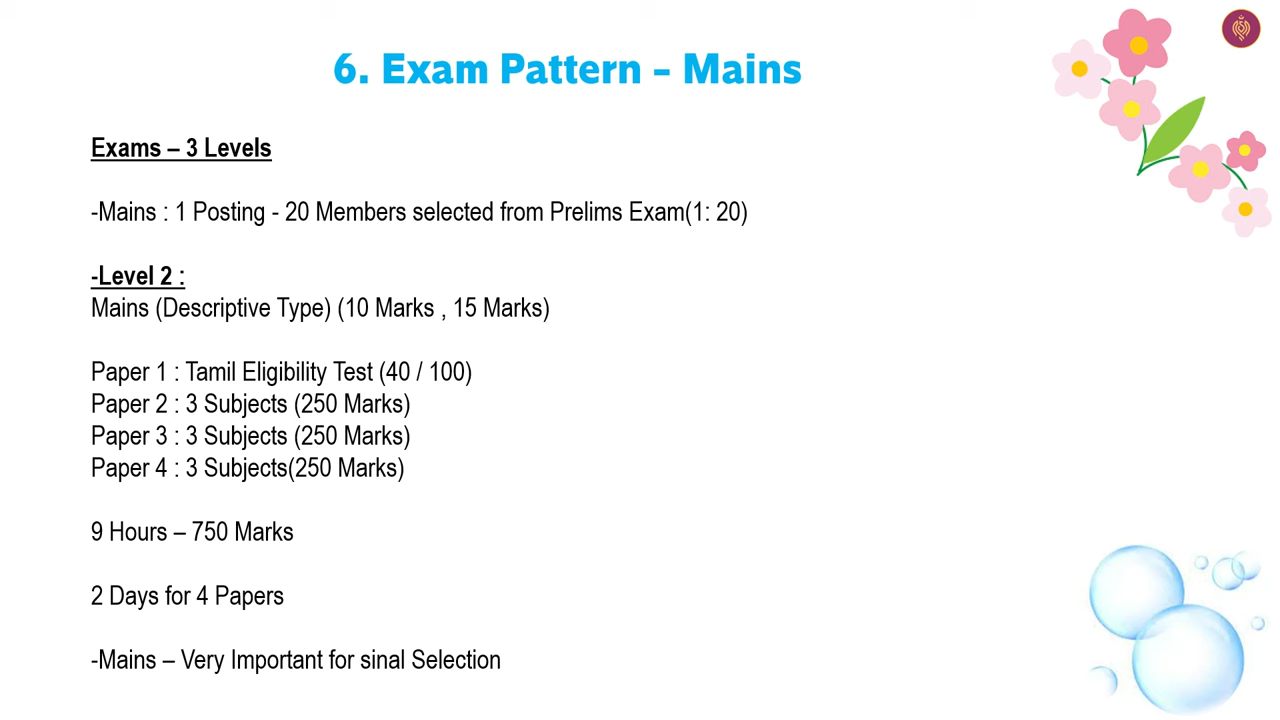 6. Exam Pattern – Mains
Exams – 3 Levels
-Mains : 1 Posting - 20 Members selected from Prelims Exam(1: 20)
-Level 2 :
Mains (Descriptive Type) (10 Marks , 15 Marks)
Paper 1 : Tamil Eligibility Test (40 / 100)
Paper 2 : 3 Subjects (250 Marks)
Paper 3 : 3 Subjects (250 Marks)
Paper 4 : 3 Subjects(250 Marks)
9 Hours – 750 Marks
2 Days for 4 Papers
-Mains – Very Important for sinal Selection